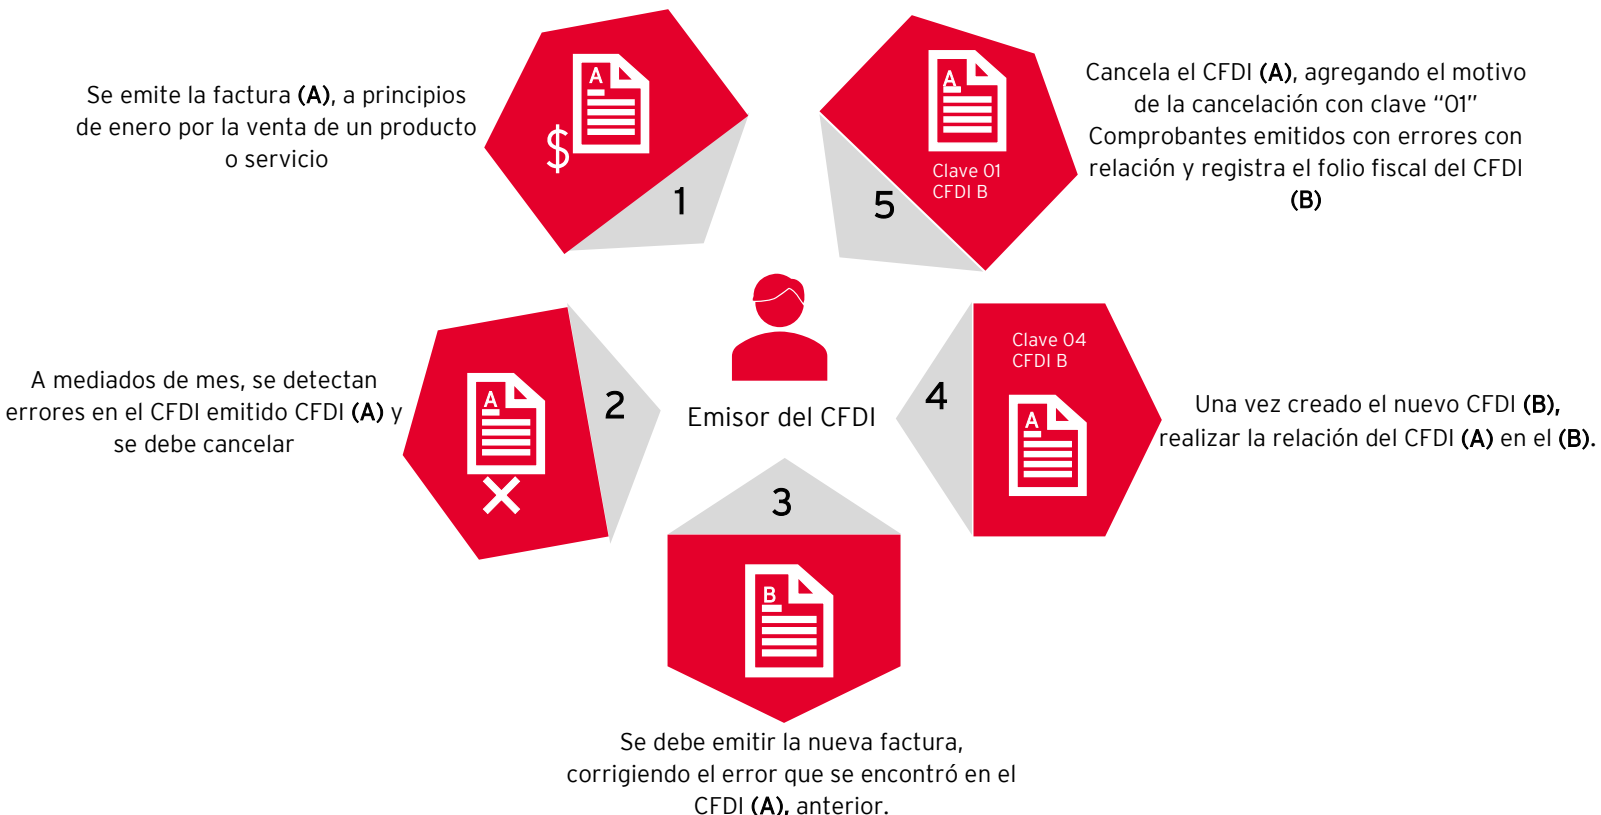 Se emite la factura (A), a principios
de enero por la venta de un producto
o servicio
A
$
1
A mediados de mes, se detectan
errores en el CFDI emitido CFDI (A) y
se debe cancelar
A
2
Emisor del CFDI
3
B
Se debe emitir la nueva factura,
corrigiendo el error que se encontró en el
CFDI (A), anterior.
4
Clave 04
CFDI B
A
Una vez creado el nuevo CFDI (B),
realizar la relación del CFDI (A) en el (B).
5
A
Clave 01
CFDI B
Cancela el CFDI (A), agregando el motivo
de la cancelación con clave “01”
Comprobantes emitidos con errores con
relación y registra el folio fiscal del CFDI
(B)